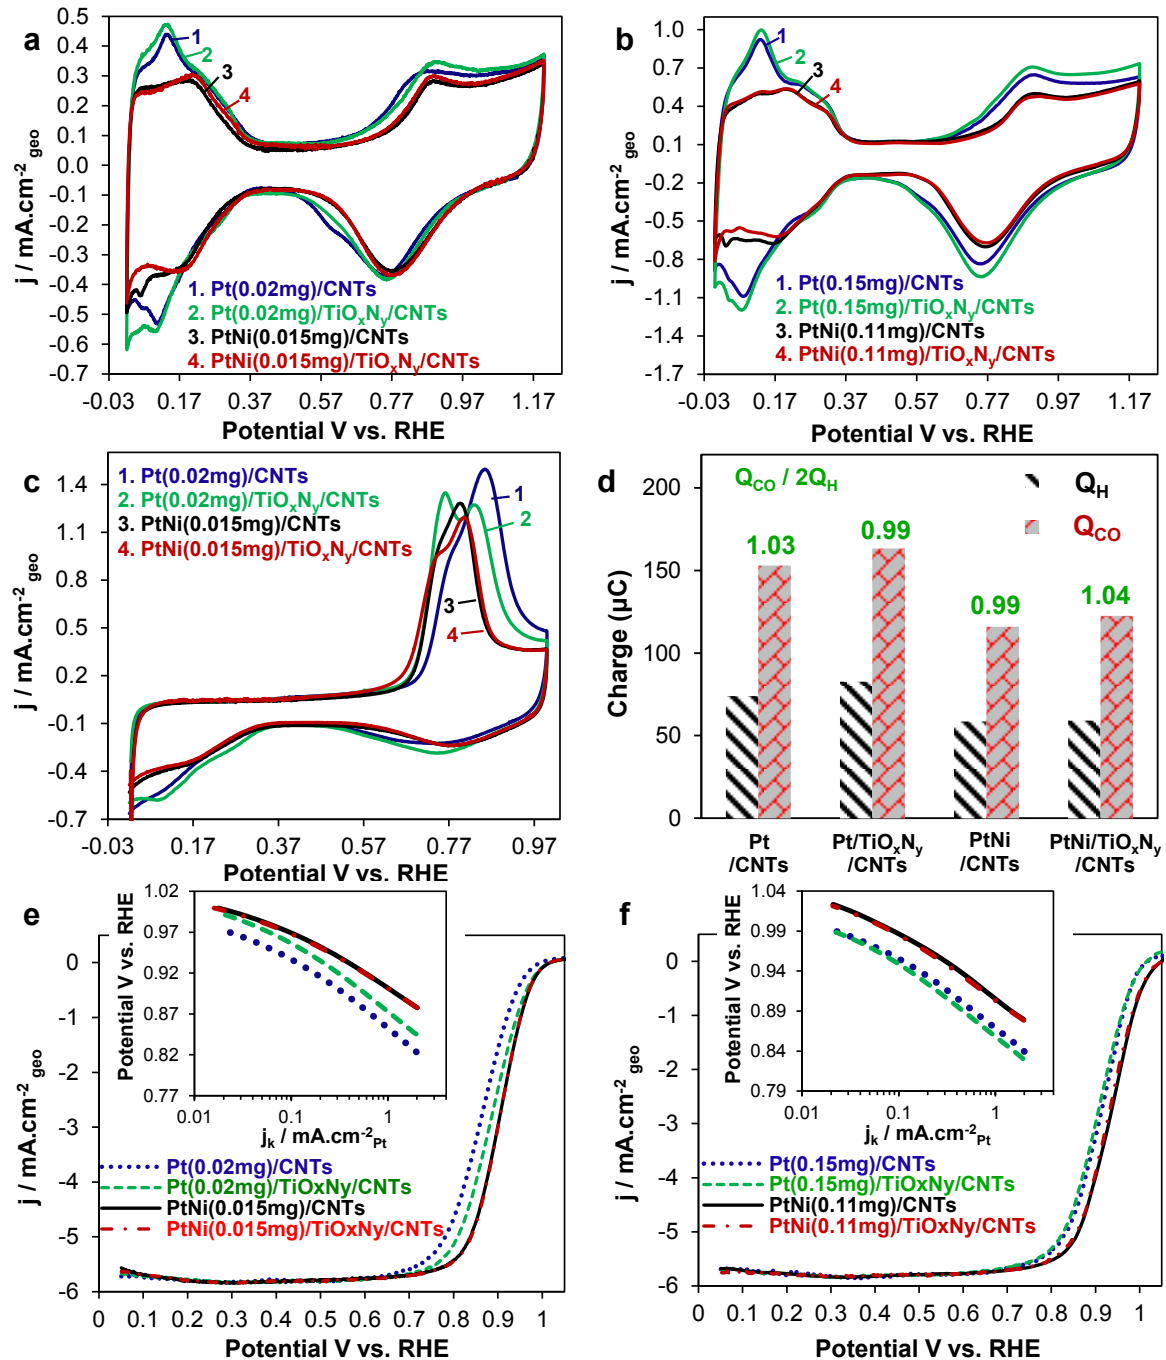 a
0.5
0.4
0.3
0.2
0.1
0.0
-0.1
-0.2
-0.3
-0.4
-0.5
-0.6
-0.7
j / mA.cm-2 geo
1
2
3
4
1. Pt(0.02mg)/CNTs
2. Pt(0.02mg)/TiOxNy/CNTs
3. PtNi(0.015mg)/CNTs
4. PtNi(0.015mg)/TiOxNy/CNTs
-0.03 0.17 0.37 0.57 0.77 0.97 1.17
Potential V vs. RHE
b
1.0
0.7
0.4
0.1
-0.2
-0.5
-0.8
-1.1
-1.4
-1.7
j / mA.cm-2 geo
1
2
3
4
1. Pt(0.15mg)/CNTs
2. Pt(0.15mg)/TiOxNy/CNTs
3 PtNi(0.11mg)/CNTs
4 PtNi(0.11mg)/TiOxNy/CNTs
-0.03 0.17 0.37 0.57 0.77 0.97 1.17
Potential V vs. RHE
c
1. Pt(0.02mg)/CNTs
2. Pt(0.02mg)/TiOxNy/CNTs
3 PtNi(0.015mg)/CNTs
4. PtNi(0.015mg)/TiOxNy/CNTs
1.4
1.1
0.8
0.5
0.2
-0.1
-0.4
-0.7
j / mA.cm-2 geo
1
2
3
4
-0.03 0.17 0.37 0.57 0.77 0.97
Potential V vs. RHE
d
QCO / 2QH
QH
QCO
200
150
100
50
0
Charge (µC)
1.03
0.99
0.99
1.04
Pt /CNTs
Pt/TiOxNy /CNTs
PtNi /CNTs
PtNi/TiOxNy /CNTs
e
1.02
0.97
0.92
0.87
0.82
0.77
Potential V vs. RHE
0.01 0.1 1
jk / mA.cm-2Pt
0
-1
-2
-3
-4
-5
-6
j / mA.cm-2 geo
Pt(0.02mg)/CNTs
Pt(0.02mg)/TiOxNy/CNTs
PtNi(0.015mg)/CNTs
PtNi(0.015mg)/TiOxNy/CNTs
0 0.1 0.2 0.3 0.4 0.5 0.6 0.7 0.8 0.9 1
Potential V vs. RHE
f
1.04
0.99
0.94
0.89
0.84
0.79
Potential V vs. RHE
0.01 0.1 1
jk / mA.cm-2Pt
0
-1
-2
-3
-4
-5
-6
j / mA.cm-2 geo
Pt(0.15mg)/CNTs
Pt(0.15mg)/TiOxNy/CNTs
PtNi(0.11mg)/CNTs
PtNi(0.11mg)/TiOxNy/CNTs
0 0.1 0.2 0.3 0.4 0.5 0.6 0.7 0.8 0.9 1
Potential V vs. RHE